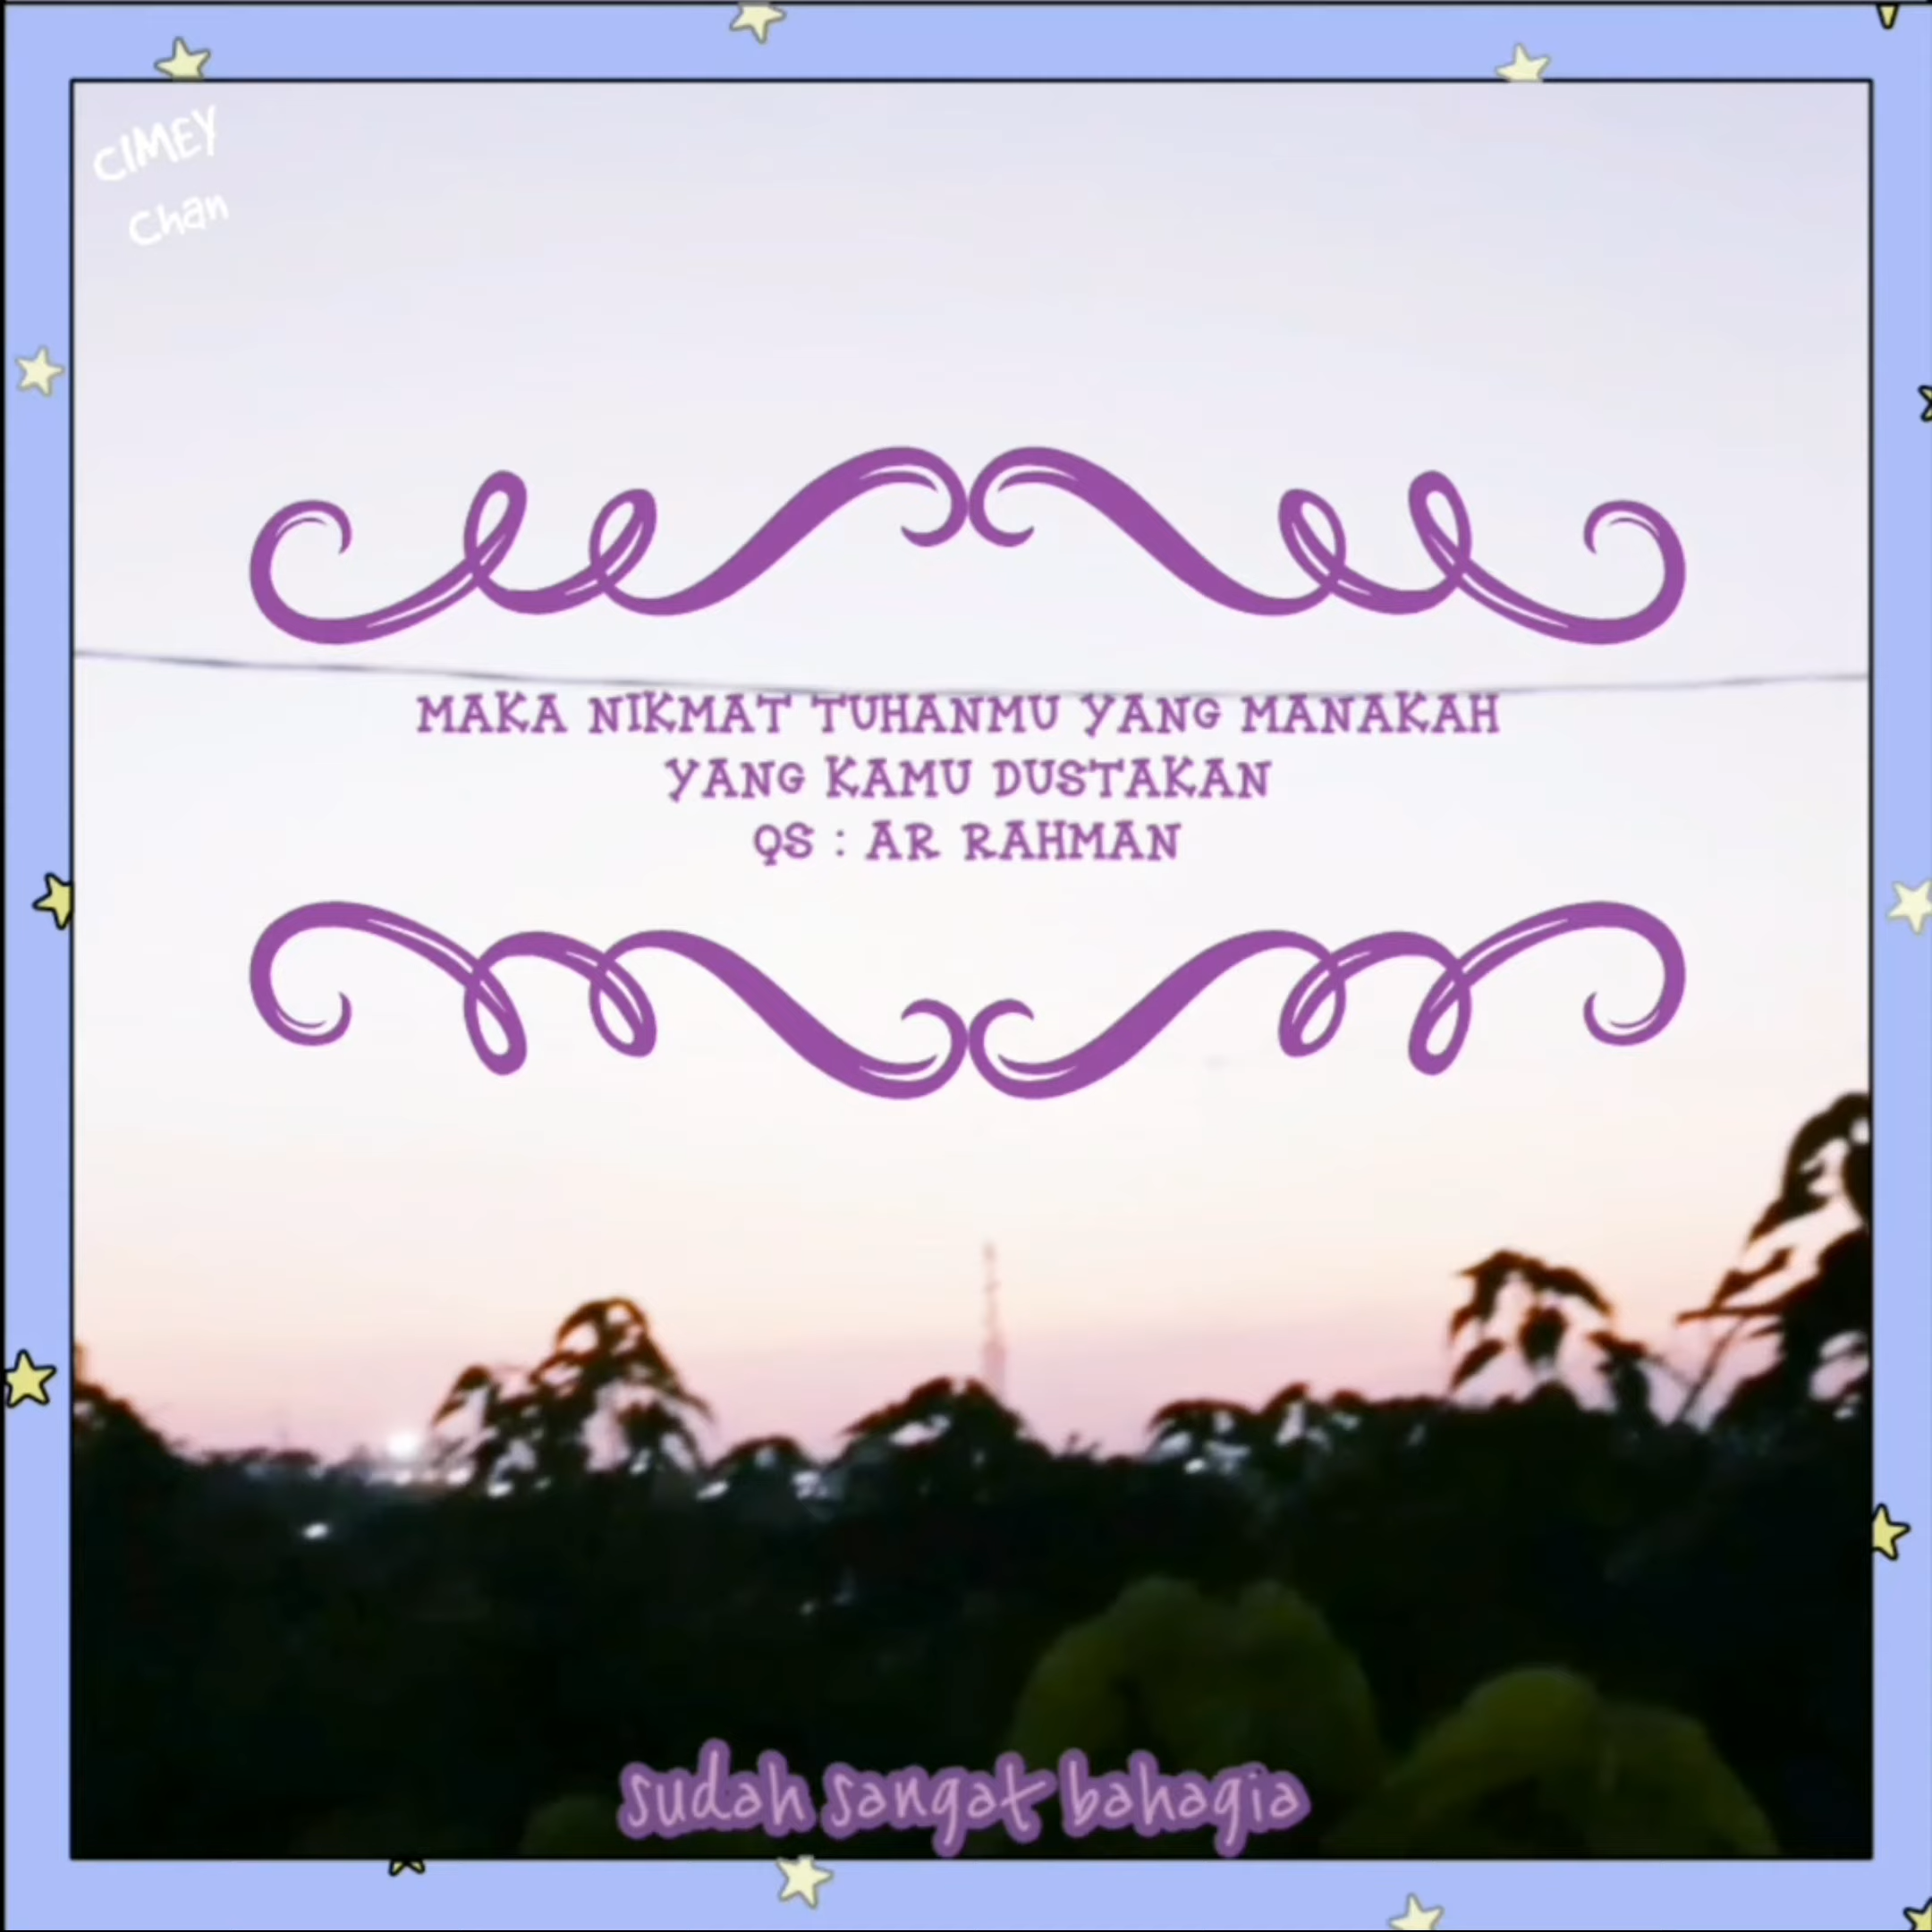 CIMEY
Chan
MAKA NIKMAT TUHANMU YANG MANAKAH
YANG KAMU DUSTAKAN
QS : AR RAHMAN
sudah sangat bahagia